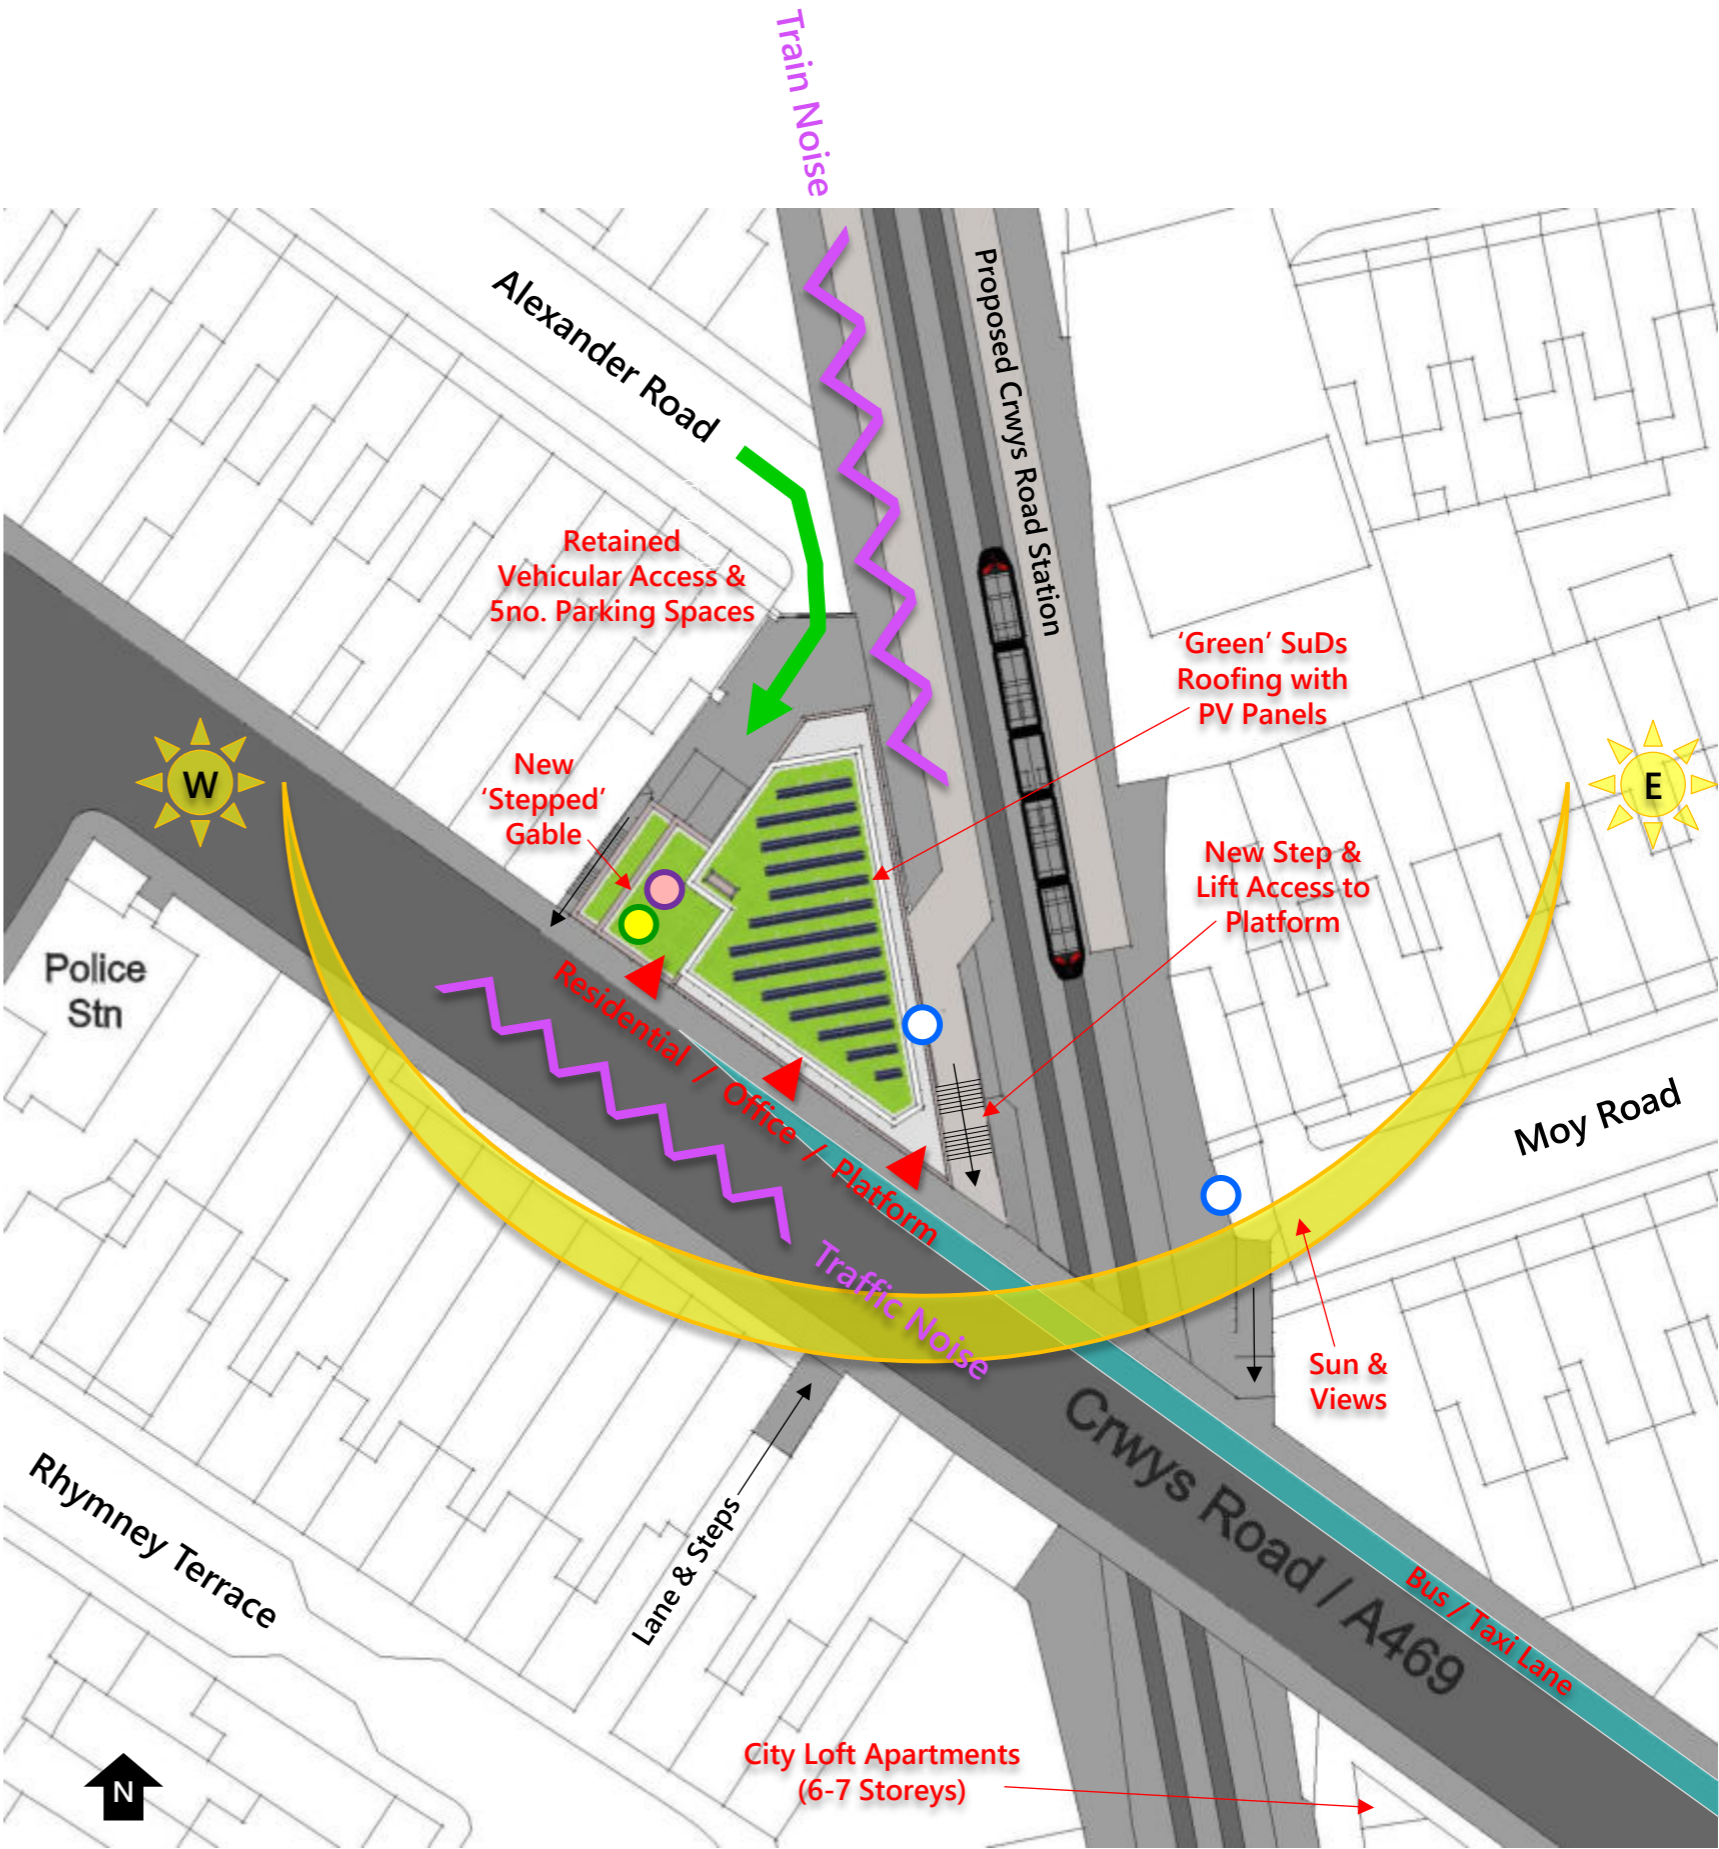 Train Noise
Alexander Road
Proposed Crwys Road Station
Retained
Vehicular Access &
5no. Parking Spaces
‘Green’ SuDs
Roofing with
PV Panels
W
E
New
‘Stepped’
Gable
New Step &
Lift Access to
Platform
Police
Stn
Residential / Office / Platform
Moy Road
Traffic Noise
Sun &
Views
Crwys Road / A469
Rhymney Terrace
Lane & Steps
Bus / Taxi Lane
City Loft Apartments
(6-7 Storeys)
N